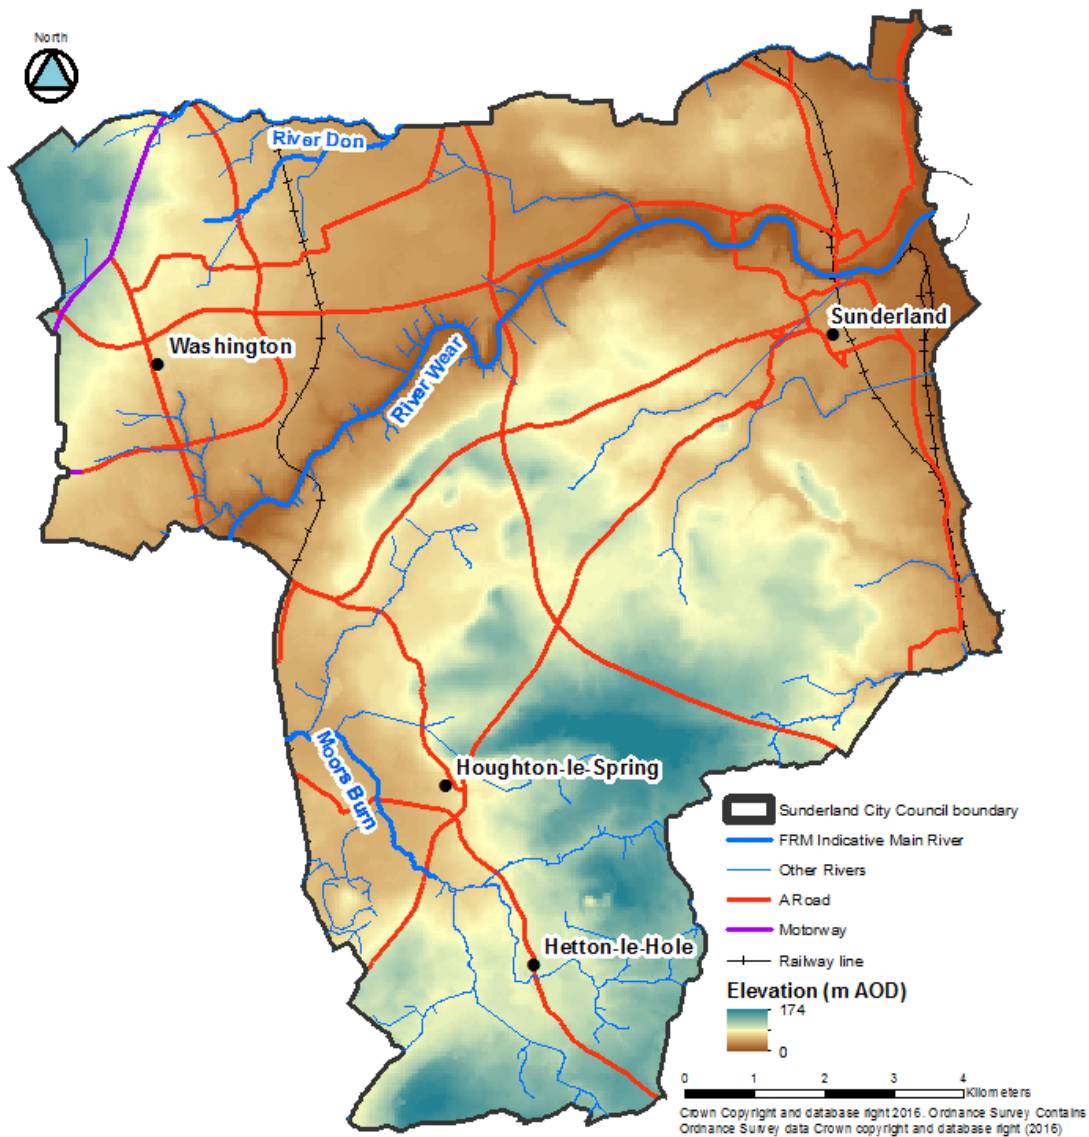 North
River Don
Washington
Sunderland
River Wear
Moors Burn
Houghton-le-Spring
Hetton-le-Hole
Sunderland City Council boundary
FRM Indicative Main River
Other Rivers
A Road
Motorway
Railway line
Elevation (m AOD)
174
0
0 1 2 3 4
Kilometers
Crown Copyright and database right 2016. Ordnance Survey Contains
Ordnance Survey data Crown copyright and database right (2016)